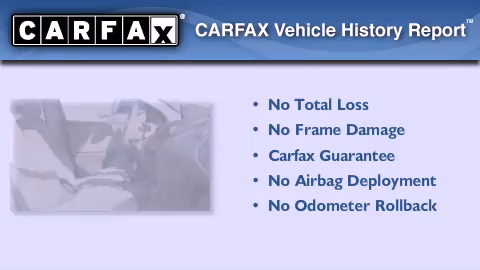 CARFAX® CARFAX Vehicle History Report™
• No Total Loss
• No Frame Damage
• Carfax Guarantee
• No Airbag Deployment
• No Odometer Rollback